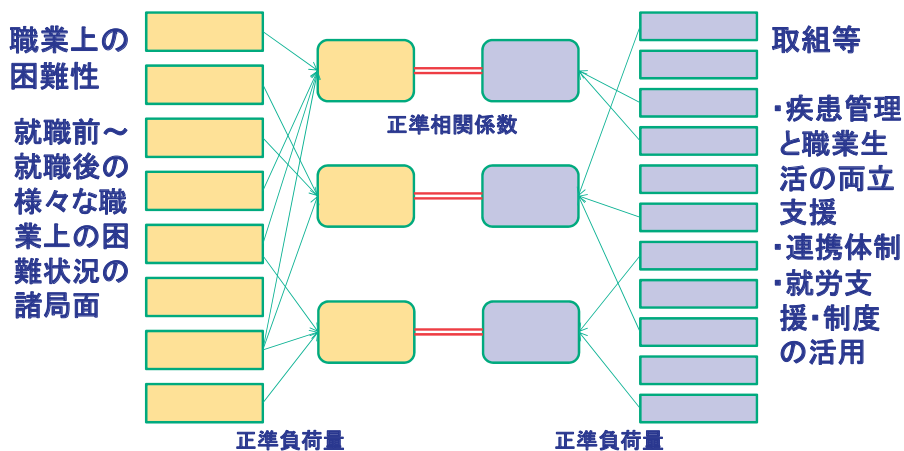 職業上の
困難性
就職前～
就職後の
様々な職
業上の困
難状況の
諸局面
正準相関係数
正準負荷量
正準負荷量
取組等
・疾患管理
と職業生
活の両立
支援
・連携体制
・就労支
援・制度
の活用